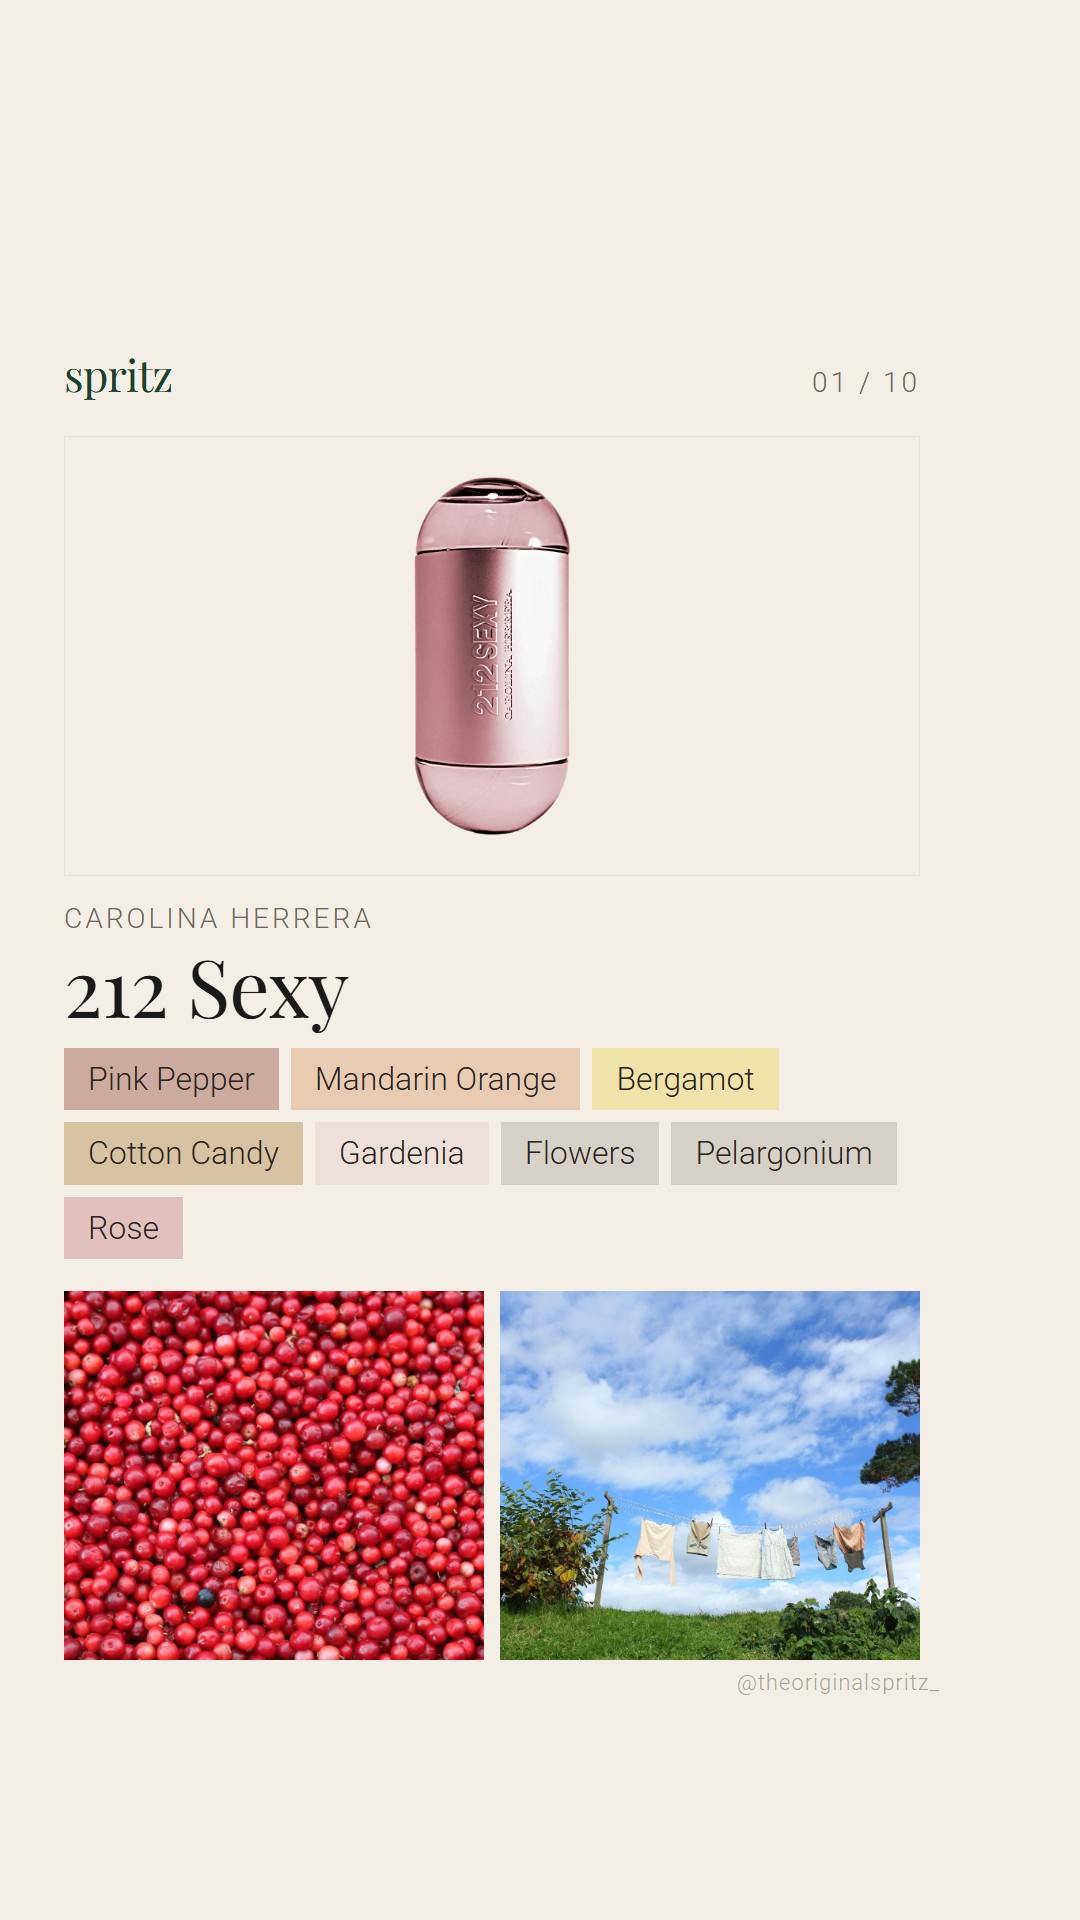 spritz
01 / 10
212 SEXY
CAROLINA HERRERA
CAROLINA HERRERA
212 Sexy
Pink Pepper Mandarin Orange Bergamot
Cotton Candy Gardenia Flowers Pelargonium
Rose
@theoriginalspritz_